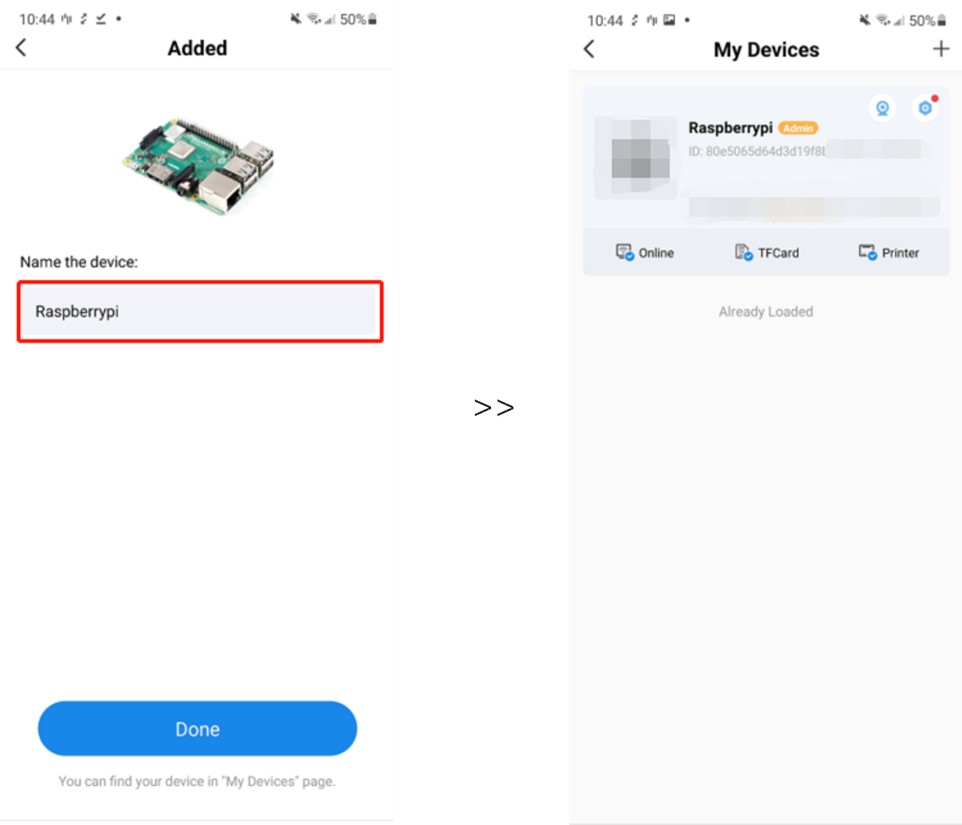 10:44
50%
Added
Name the device:
Raspberrypi
Done
You can find your device in "My Devices" page.
>>
10:44
50%
My Devices
Raspberrypi Admin
ID: 80e5065d64d3d19f8
Online TFCard Printer
Already Loaded